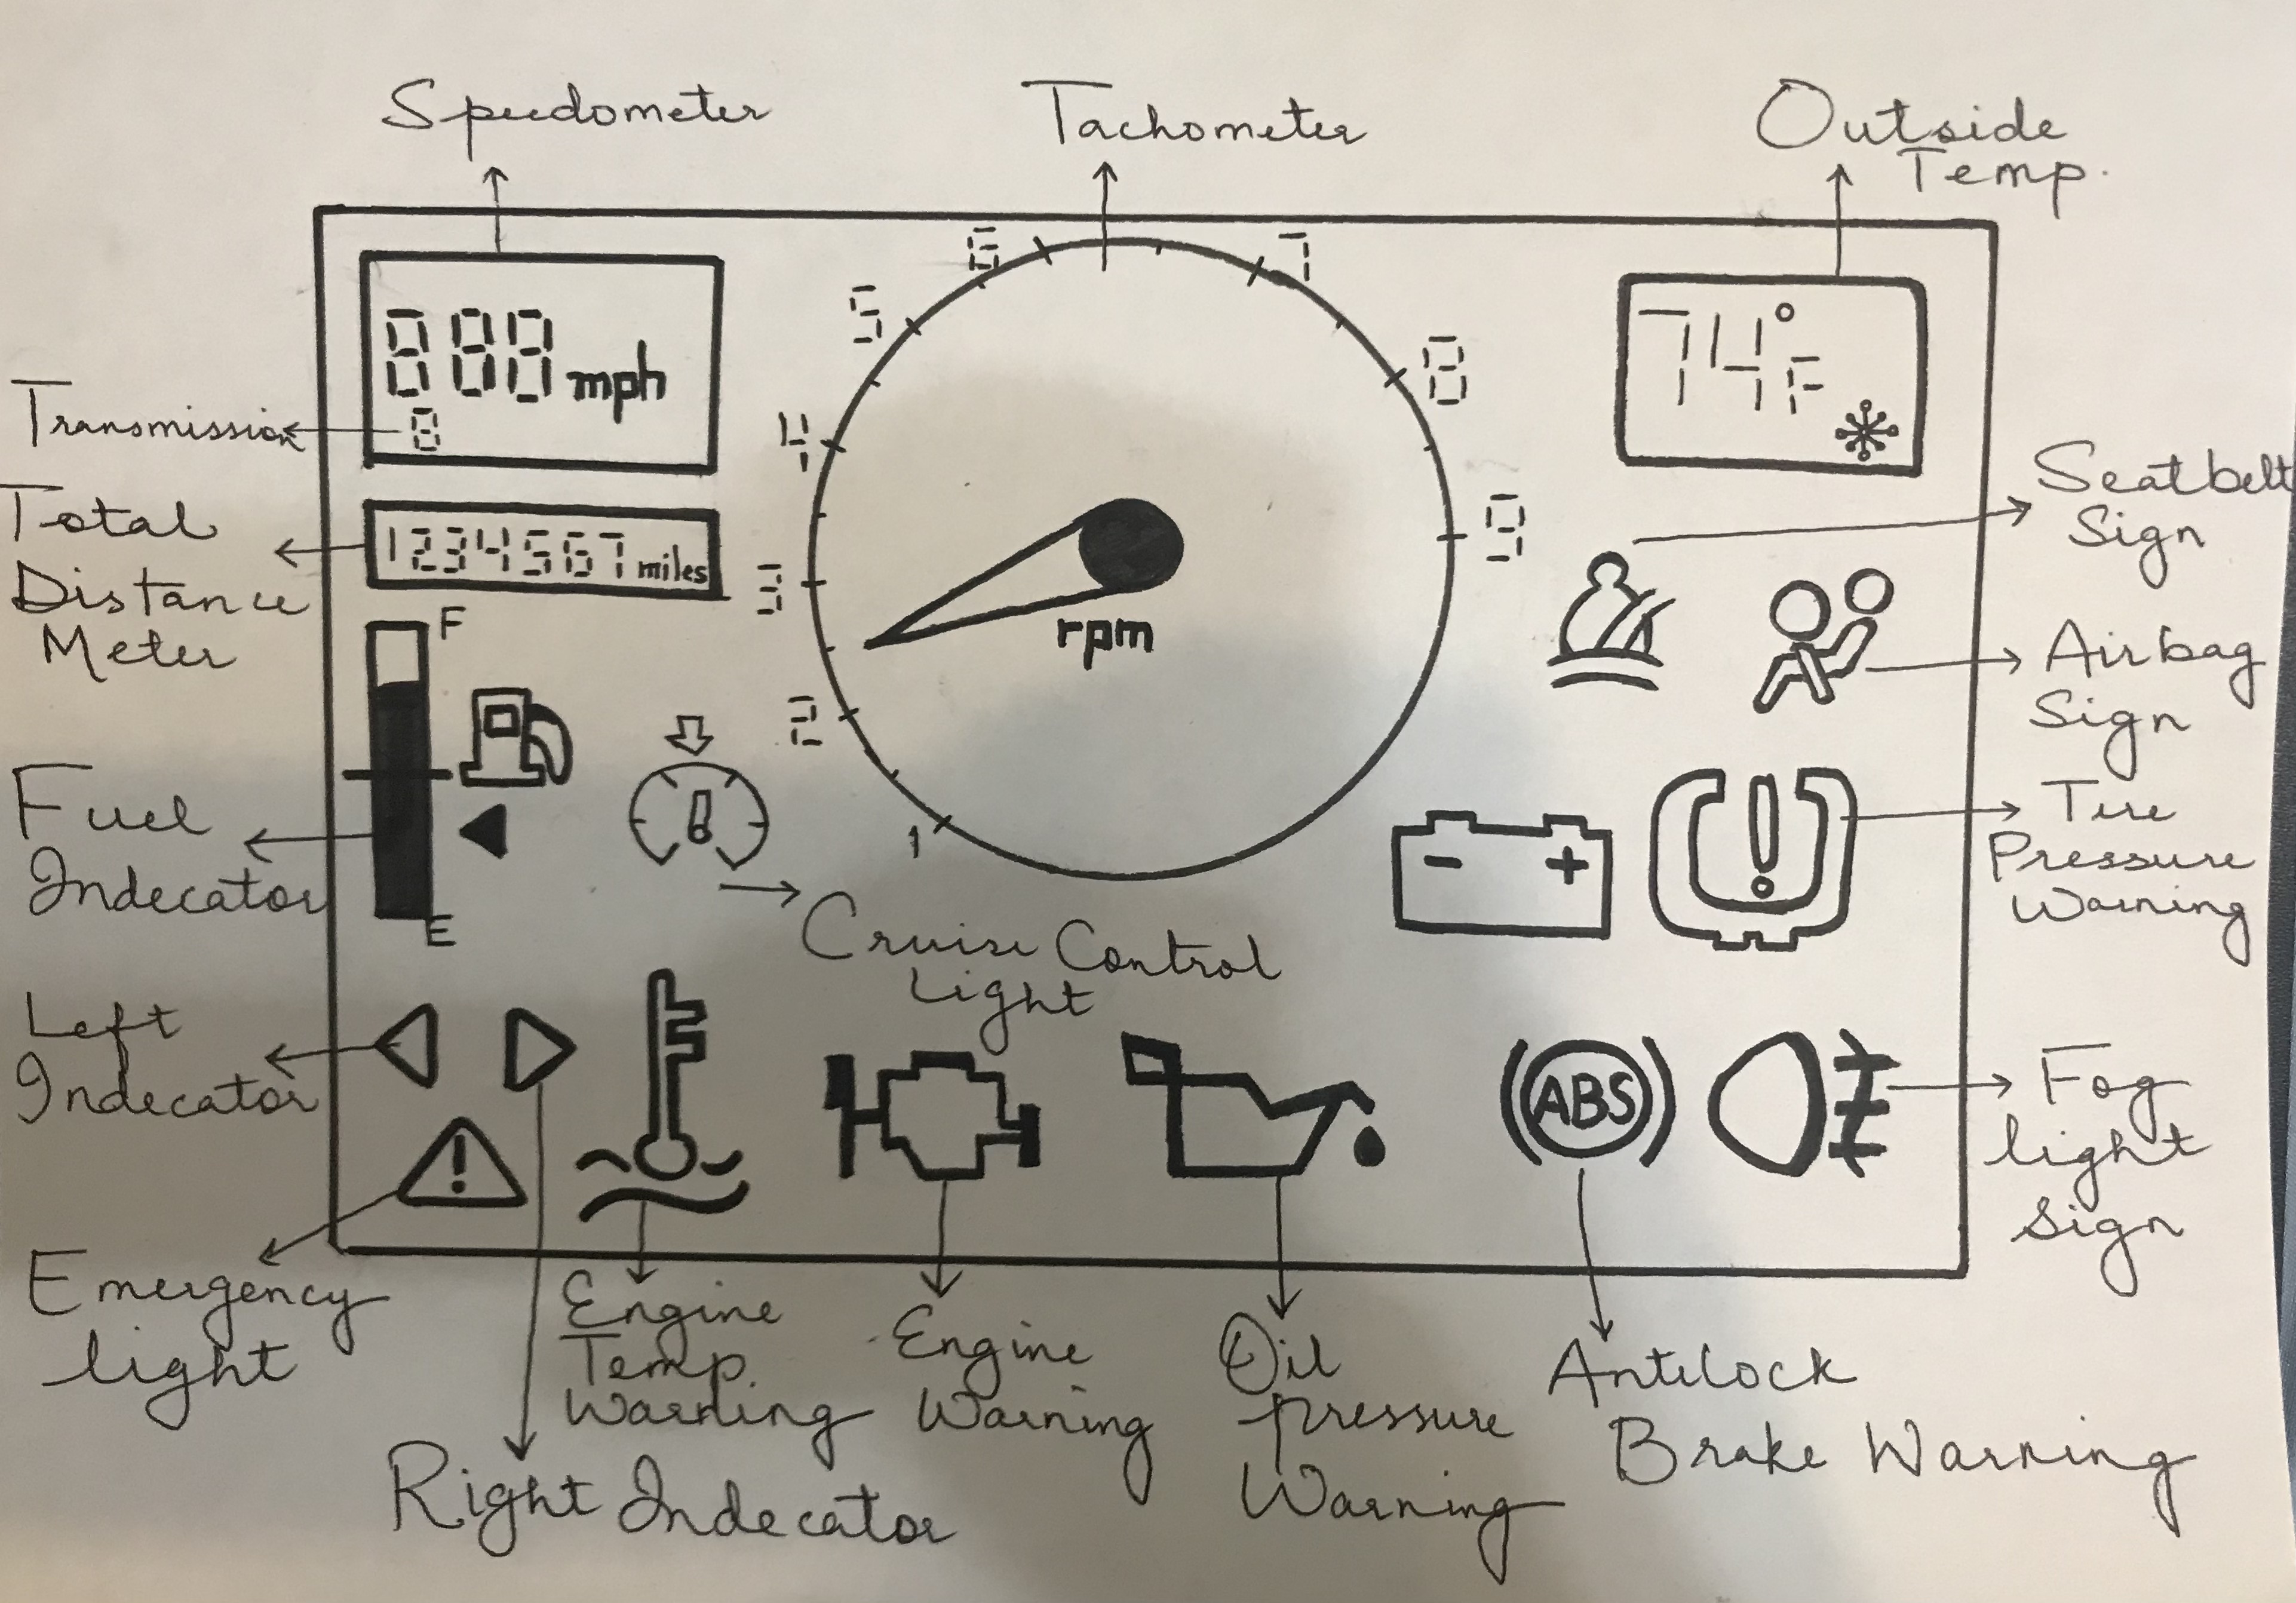 Speedometer
Tachometer
Outside
Temp.
6
7
5
8
888 mph
74°F
Transmission
8
4
Seatbelt
Sign
Total
Distance
Meter
1234567 miles
3
9
rpm
F
Airbag
Sign
2
Fuel
Indecator
1
- +
Tire
Pressure
Warning
E
Cruise Control
Light
Left
Indecator
ABS
Fog
light
sign
Emergency
light
Engine
Temp.
Warning
Engine
Warning
Oil
pressure
Warning
Antilock
Brake Warning
Right Indecator